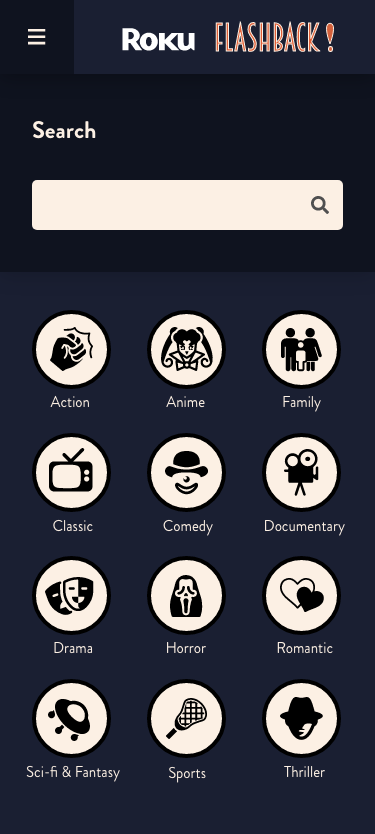 Roku FLASHBACK!
Search
Action Anime Family
Classic Comedy Documentary
Drama Horror Romantic
Sci-fi & Fantasy Sports Thriller